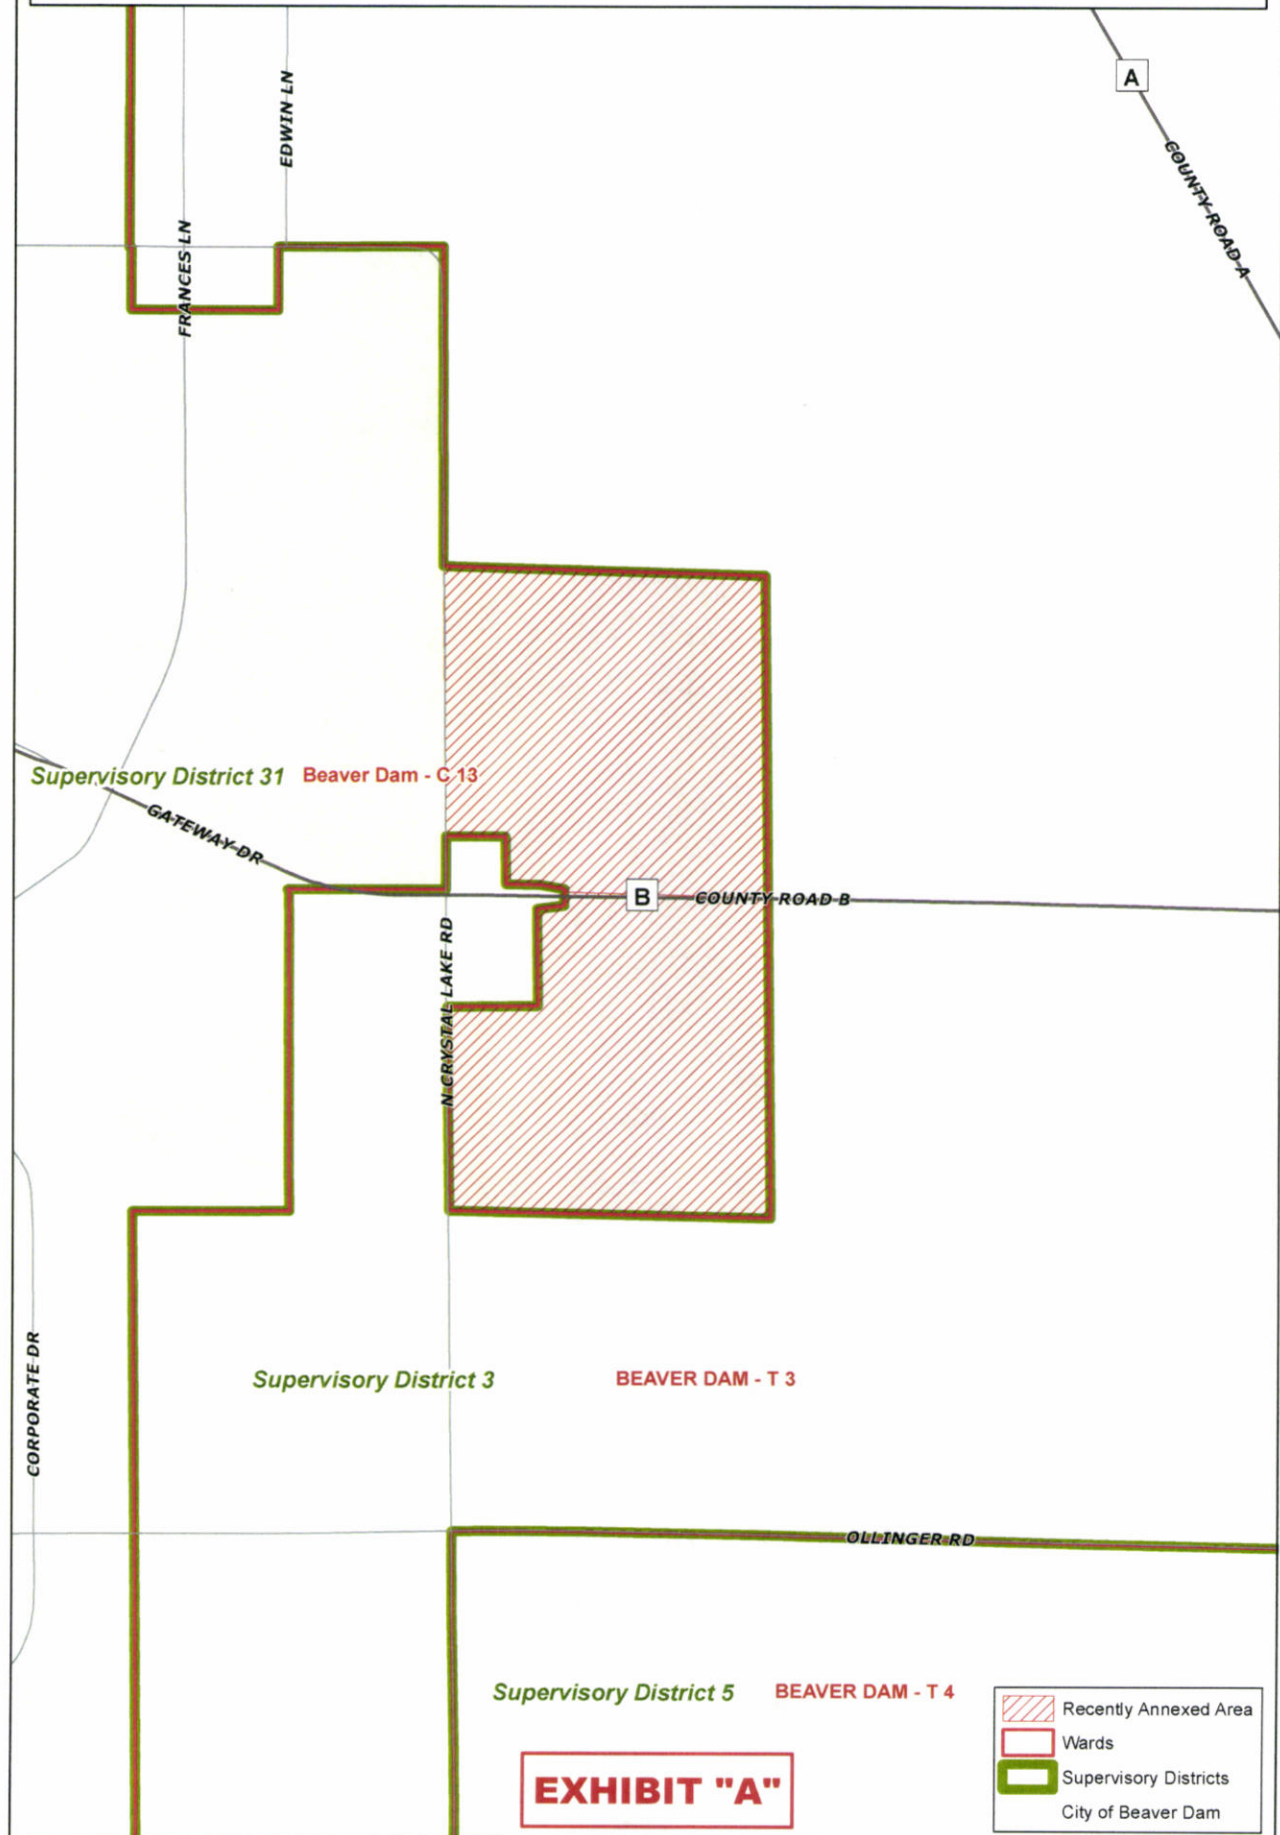 A
COUNTY ROAD A
EDWIN LN
FRANCES LN
Supervisory District 31
Beaver Dam - C 13
GATEWAY DR
B
COUNTY ROAD B
N CRYSTAL LAKE RD
CORPORATE DR
Supervisory District 3
BEAVER DAM - T 3
OLLINGER RD
Supervisory District 5
BEAVER DAM - T 4
EXHIBIT "A"
Recently Annexed Area
Wards
Supervisory Districts
City of Beaver Dam